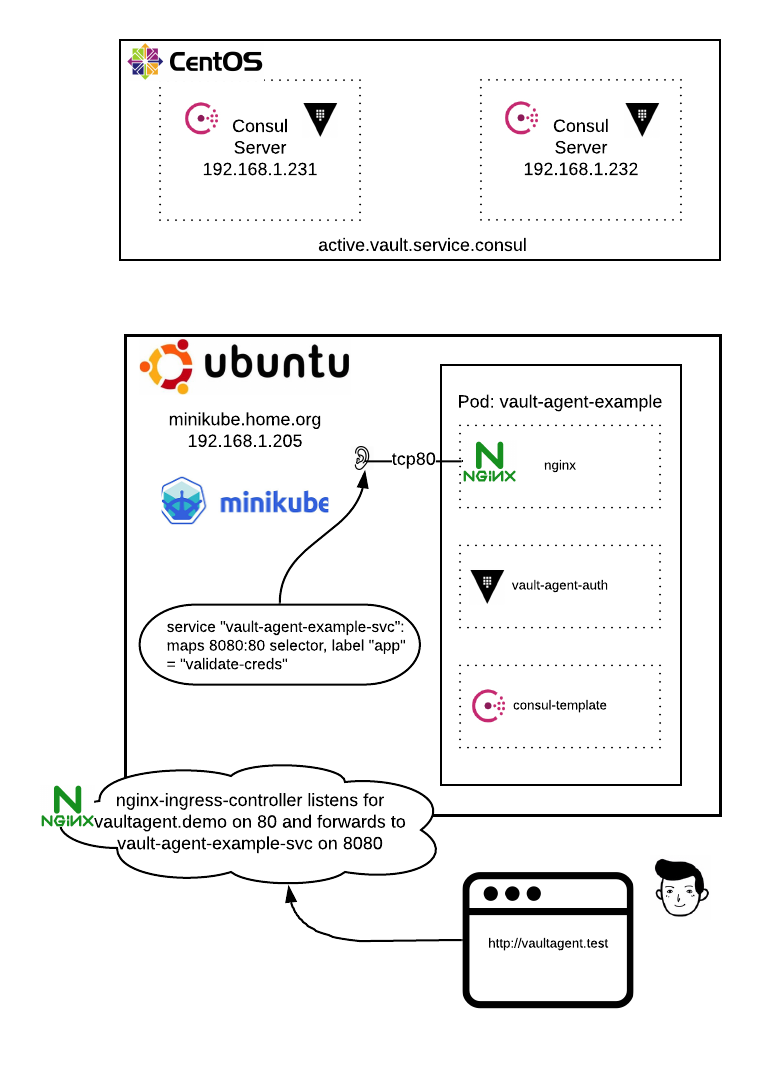 CentOS
Consul
Server
192.168.1.231
Consul
Server
192.168.1.232
active.vault.service.consul
ubuntu
minikube.home.org
192.168.1.205
minikube
Pod: vault-agent-example
tcp80
NGINX
nginx
vault-agent-auth
consul-template
service "vault-agent-example-svc":
maps 8080:80 selector, label "app"
= "validate-creds"
NGINX
nginx-ingress-controller listens for
vaultagent.demo on 80 and forwards to
vault-agent-example-svc on 8080
http://vaultagent.test